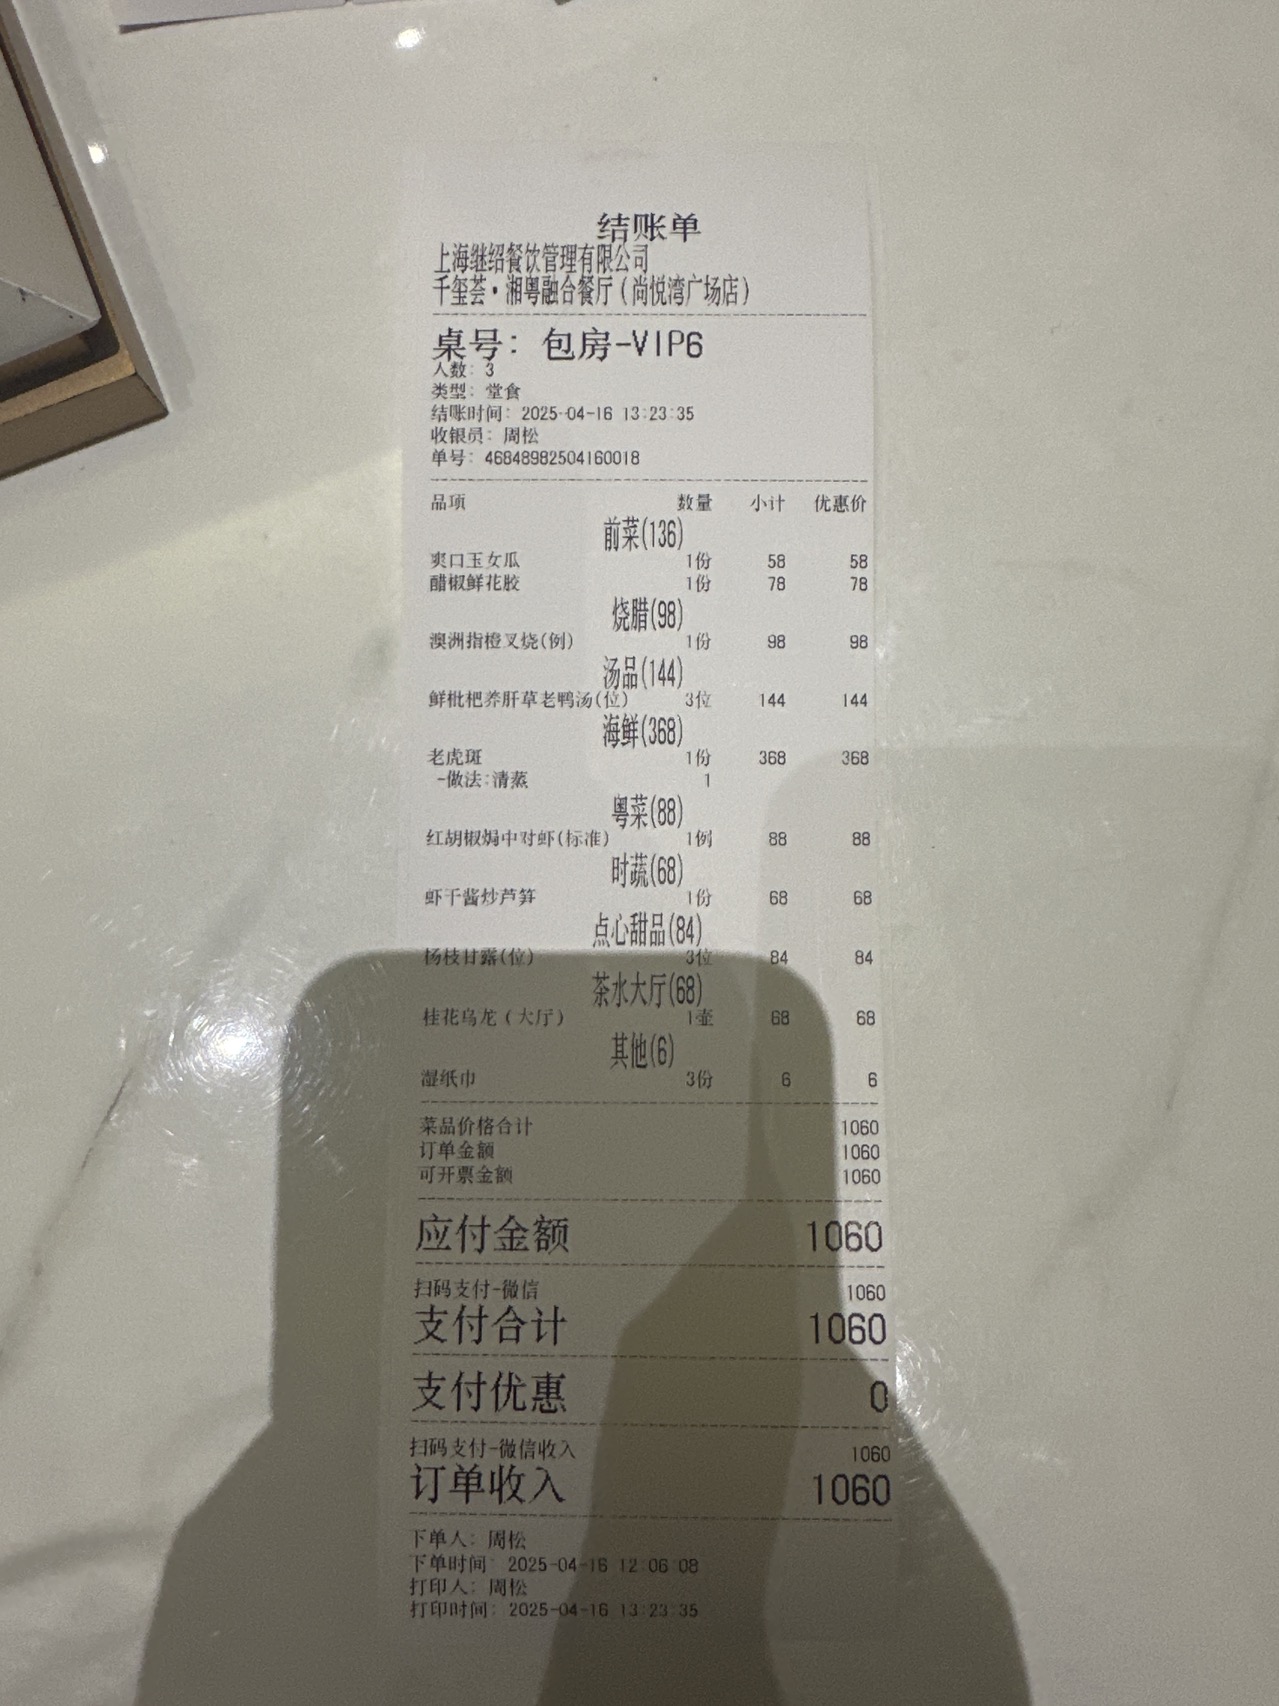 结账单
上海继绍餐饮管理有限公司
千玺荟·湘粤融合餐厅(尚悦湾广场店)
桌号: 包房-VIP6
人数: 3
类型: 堂食
结账时间: 2025-04-16 13:23:35
收银员: 周松
单号: 46848982504160018
品项 数量 小计 优惠价
前菜(136)
爽口玉女瓜 1份 58 58
醋椒鲜花胶 1份 78 78
烧腊(98)
澳洲指橙叉烧(例) 1份 98 98
汤品(144)
鲜枇杷养肝草老鸭汤(位) 3位 144 144
海鲜(368)
老虎斑 1份 368 368
-做法:清蒸 1
粤菜(88)
红胡椒焗中对虾(标准) 1例 88 88
时蔬(68)
虾干酱炒芦笋 1份 68 68
点心甜品(84)
杨枝甘露(位) 3位 84 84
茶水大厅(68)
桂花乌龙(大厅) 1壶 68 68
其他(6)
湿纸巾 3份 6 6
菜品价格合计 1060
订单金额 1060
可开票金额 1060
应付金额 1060
扫码支付-微信 1060
支付合计 1060
支付优惠 0
扫码支付-微信收入 1060
订单收入 1060
下单人: 周松
下单时间: 2025-04-16 12:06:08
打印人: 周松
打印时间: 2025-04-16 13:23:35